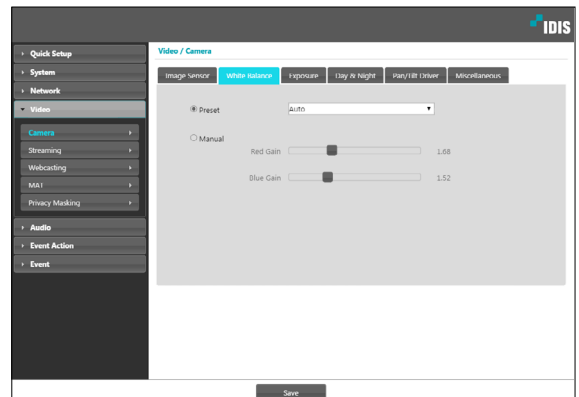 IDIS
Quick Setup
System
Network
Video
Camera
Streaming
Webcasting
MAT
Privacy Masking
Audio
Event Action
Event
Video / Camera
Image Sensor White Balance Exposure Day & Night Pan/Tilt Driver Miscellaneous
Preset Auto
Manual
Red Gain 1.68
Blue Gain 1.52
Save